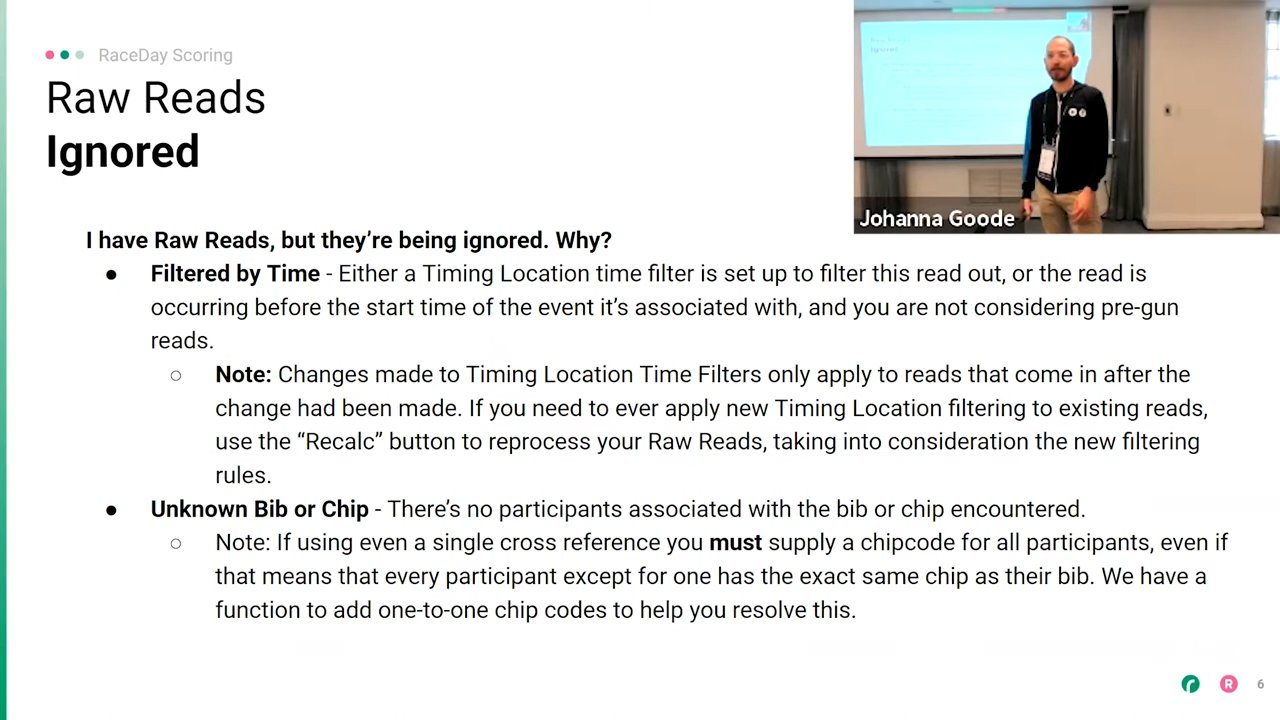 RaceDay Scoring
Raw Reads
Ignored
Johanna Goode
I have Raw Reads, but they’re being ignored. Why?
● Filtered by Time - Either a Timing Location time filter is set up to filter this read out, or the read is
occurring before the start time of the event it’s associated with, and you are not considering pre-gun
reads.
○ Note: Changes made to Timing Location Time Filters only apply to reads that come in after the
change had been made. If you need to ever apply new Timing Location filtering to existing reads,
use the “Recalc” button to reprocess your Raw Reads, taking into consideration the new filtering
rules.
● Unknown Bib or Chip - There’s no participants associated with the bib or chip encountered.
○ Note: If using even a single cross reference you must supply a chipcode for all participants, even if
that means that every participant except for one has the exact same chip as their bib. We have a
function to add one-to-one chip codes to help you resolve this.
R
6